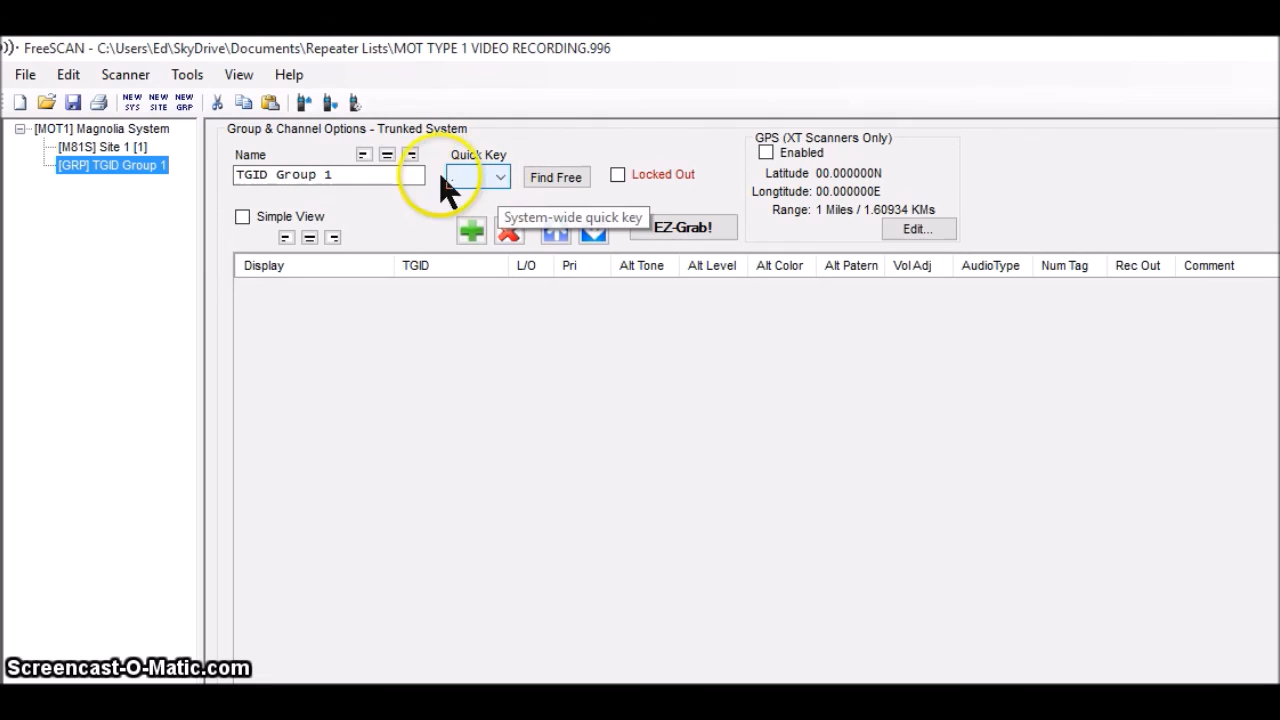 FreeSCAN - C:\Users\Ed\SkyDrive\Documents\Repeater Lists\MOT TYPE 1 VIDEO RECORDING.996
File Edit Scanner Tools View Help
NEW SYS NEW SITE NEW GRP
[MOT1] Magnolia System
[M81S] Site 1 [1]
[GRP] TGID Group 1
Group & Channel Options - Trunked System
Name
Quick Key
TGID Group 1
.
Find Free
Locked Out
Simple View
System-wide quick key
EZ-Grab!
GPS (XT Scanners Only)
Enabled
Latitude 00.000000N
Longtitude: 00.000000E
Range: 1 Miles / 1.60934 KMs
Edit...
Display TGID L/O Pri Alt Tone Alt Level Alt Color Alt Patern Vol Adj AudioType Num Tag Rec Out Comment
Screencast-O-Matic.com